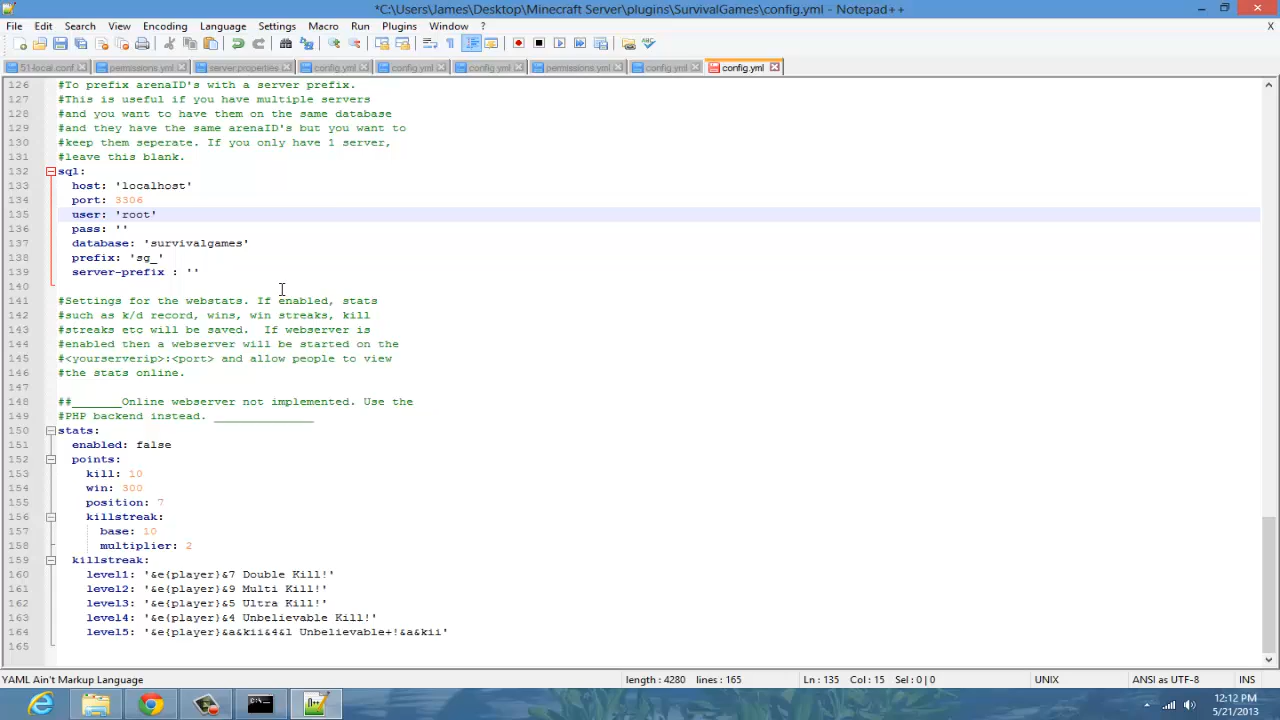 *C:\Users\James\Desktop\Minecraft Server\plugins\SurvivalGames\config.yml - Notepad++
File Edit Search View Encoding Language Settings Macro Run Plugins Window ? X
51-local.conf permissions.yml server.properties config.yml config.yml config.yml permissions.yml config.yml config.yml
126 #To prefix arenaID's with a server prefix.
127 #This is useful if you have multiple servers
128 #and you want to have them on the same database
129 #and they have the same arenaID's but you want to
130 #keep them seperate. If you only have 1 server,
131 #leave this blank.
132 sql:
133 host: 'localhost'
134 port: 3306
135 user: 'root'
136 pass: ''
137 database: 'survivalgames'
138 prefix: 'sg_'
139 server-prefix : ''
140
141 #Settings for the webstats. If enabled, stats
142 #such as k/d record, wins, win streaks, kill
143 #streaks etc will be saved.  If webserver is
144 #enabled then a webserver will be started on the
145 #<yourserverip>:<port> and allow people to view
146 #the stats online.
147
148 ##_______Online webserver not implemented. Use the
149 #PHP backend instead. ______________
150 stats:
151 enabled: false
152 points:
153 kill: 10
154 win: 300
155 position: 7
156 killstreak:
157 base: 10
158 multiplier: 2
159 killstreak:
160 level1: '&e{player}&7 Double Kill!'
161 level2: '&e{player}&9 Multi Kill!'
162 level3: '&e{player}&5 Ultra Kill!'
163 level4: '&e{player}&4 Unbelievable Kill!'
164 level5: '&e{player}&a&kii&4&l Unbelievable+!&a&kii'
165
YAML Ain't Markup Language length : 4280 lines : 165 Ln : 135 Col : 15 Sel : 0 | 0 UNIX ANSI as UTF-8 INS
12:12 PM
5/21/2013